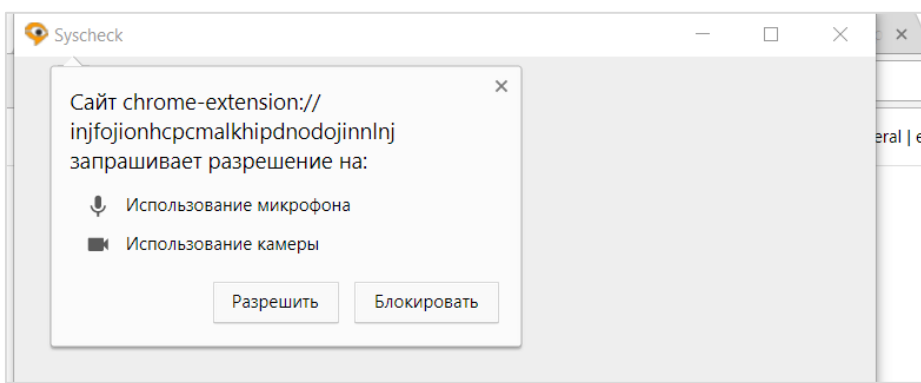 Syscheck
Сайт chrome-extension://
injfojionhcpcmalkhipdnodojinnlnj
запрашивает разрешение на:
Использование микрофона
Использование камеры
Разрешить
Блокировать